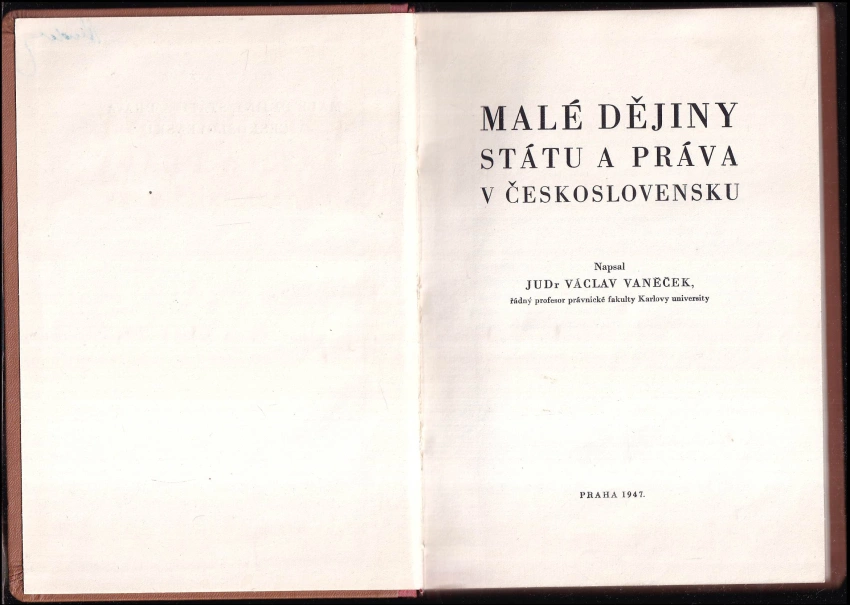 MALÉ DĚJINY
STÁTU A PRÁVA
V ČESKOSLOVENSKU
Napsal
JUDr VÁCLAV VANĚČEK,
řádný profesor právnické fakulty Karlovy university
PRAHA 1947.